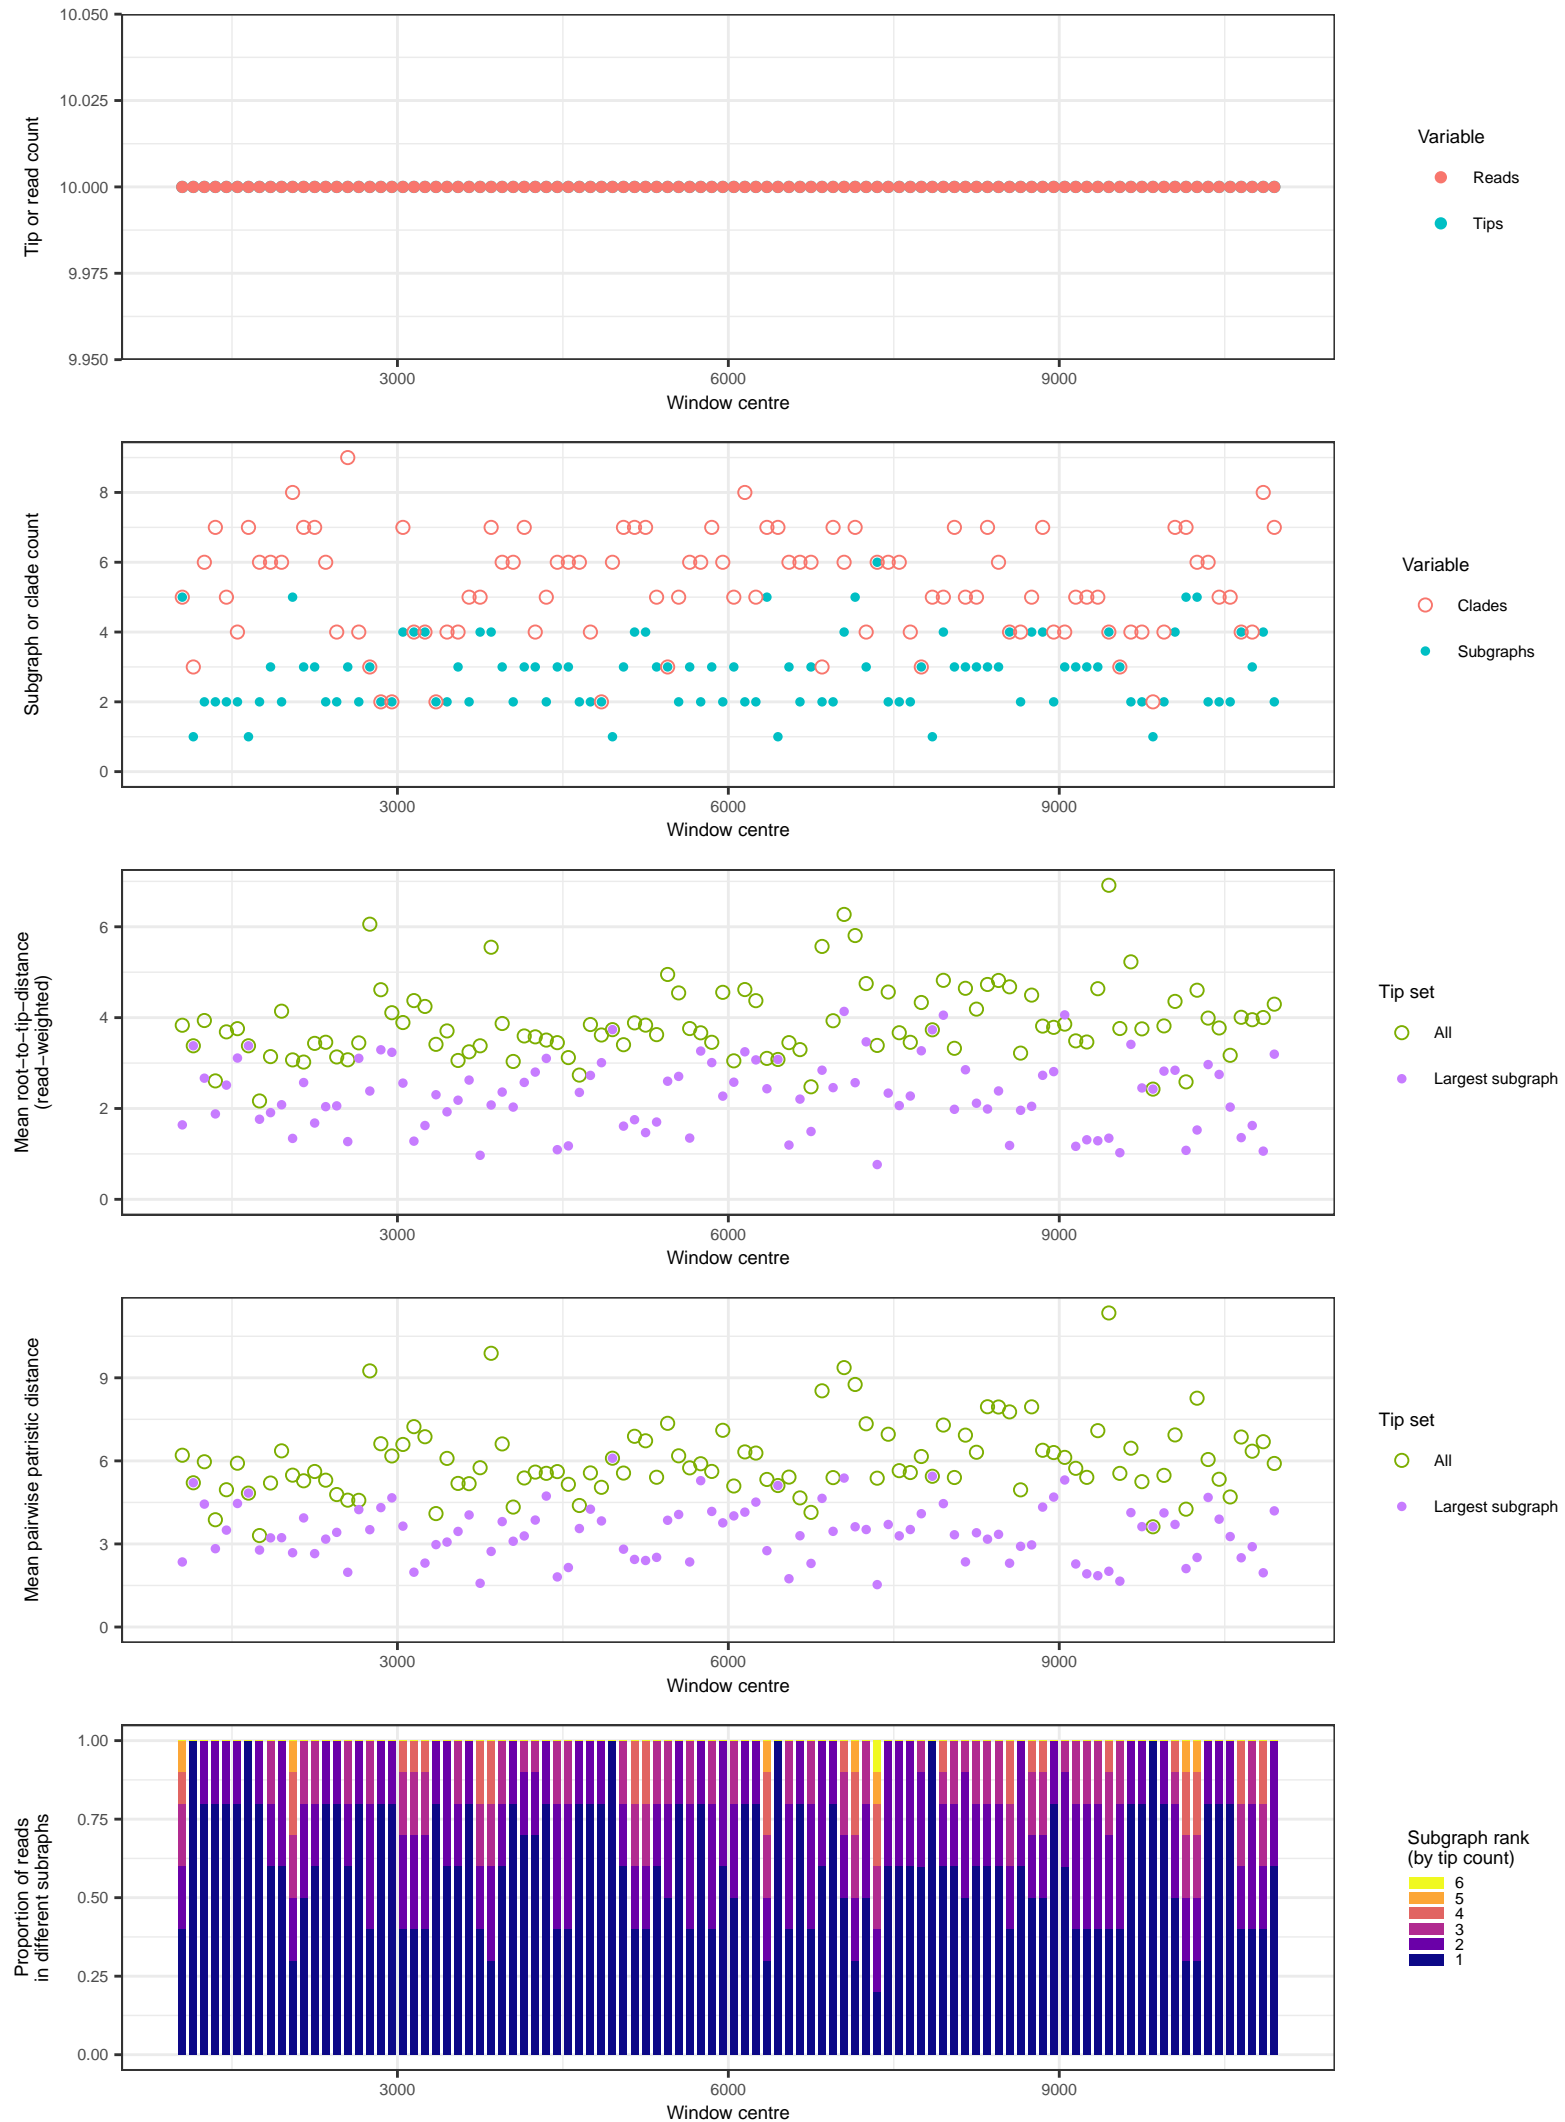 10.050
10.025
10.000
9.975
9.950
Tip or read count
3000 6000 9000
Window centre
Variable
Reads
Tips
8
6
4
2
0
Subgraph or clade count
3000 6000 9000
Window centre
Variable
Clades
Subgraphs
6
4
2
0
Mean root−to−tip−distance
(read−weighted)
3000 6000 9000
Window centre
Tip set
All
Largest subgraph
9
6
3
0
Mean pairwise patristic distance
3000 6000 9000
Window centre
Tip set
All
Largest subgraph
1.00
0.75
0.50
0.25
0.00
Proportion of reads
in different subraphs
3000 6000 9000
Window centre
Subgraph rank
(by tip count)
6
5
4
3
2
1